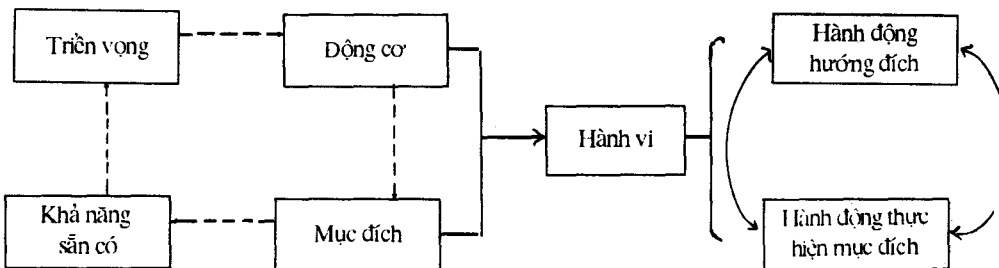 Triển vọng
Động cơ
Hành động
hướng đích
Hành vi
Khả năng
sẵn có
Mục đích
Hành động thực
hiện mục đích